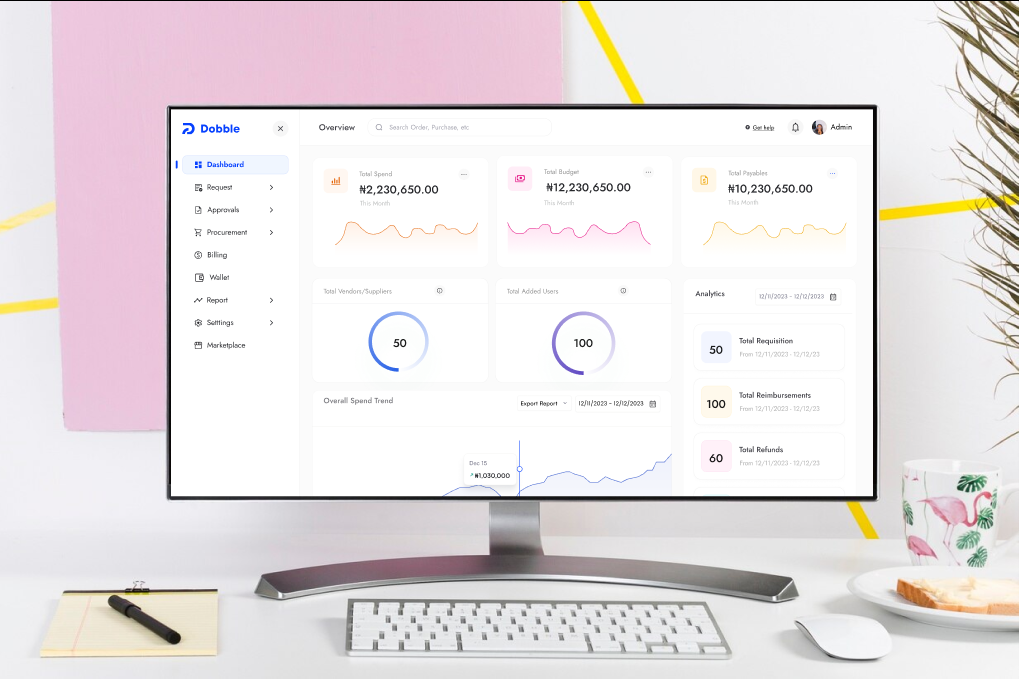 Dobble
Overview
Search Order, Purchase, etc
Get help
Admin
Dashboard
Request
Approvals
Procurement
Billing
Wallet
Report
Settings
Marketplace
Total Spend
₦2,230,650.00
This Month
Total Budget
₦12,230,650.00
This Month
Total Payables
₦10,230,650.00
This Month
Total Vendors/Suppliers
50
Total Added Users
100
Analytics
12/11/2023 - 12/12/2023
50
Total Requisition
From 12/11/2023 - 12/12/23
100
Total Reimbursements
From 12/11/2023 - 12/12/23
60
Total Refunds
From 12/11/2023 - 12/12/23
Overall Spend Trend
Export Report
12/11/2023 - 12/12/2023
Dec 15
₦1,030,000